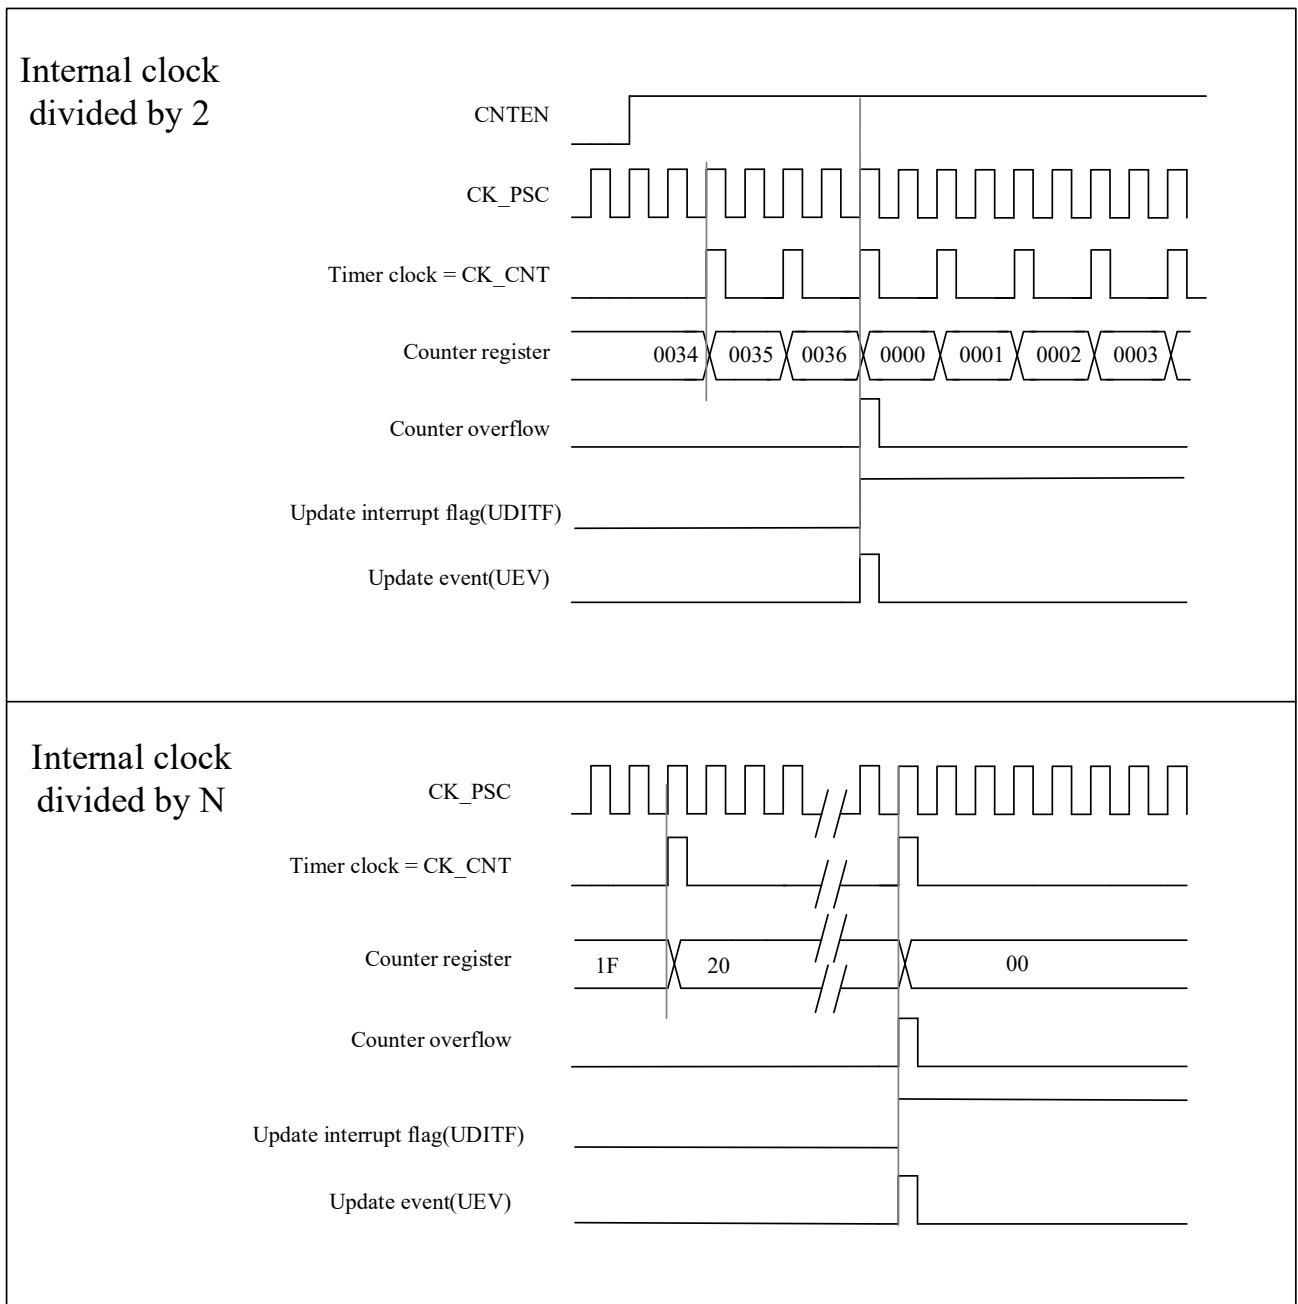 Internal clock
divided by 2
CNTEN
CK_PSC
Timer clock = CK_CNT
Counter register
0034 0035 0036 0000 0001 0002 0003
Counter overflow
Update interrupt flag(UDITF)
Update event(UEV)
Internal clock
divided by N
CK_PSC
Timer clock = CK_CNT
Counter register
1F 20 00
Counter overflow
Update interrupt flag(UDITF)
Update event(UEV)